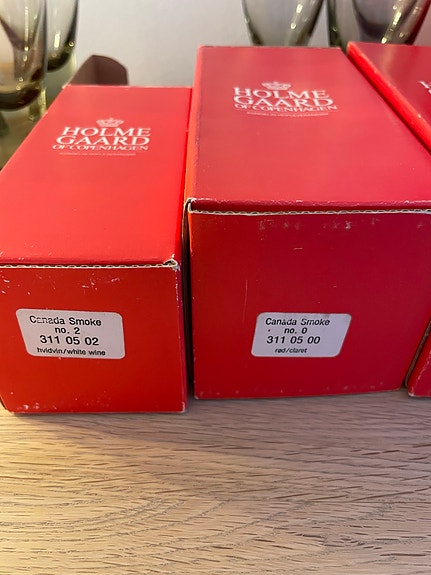 HOLME
GAARD
OF COPENHAGEN
Canada Smoke
no. 2
311 05 02
hvidvin/white wine
HOLME
GAARD
OF COPENHAGEN
Canada Smoke
no. 0
311 05 00
rød/claret
H
G